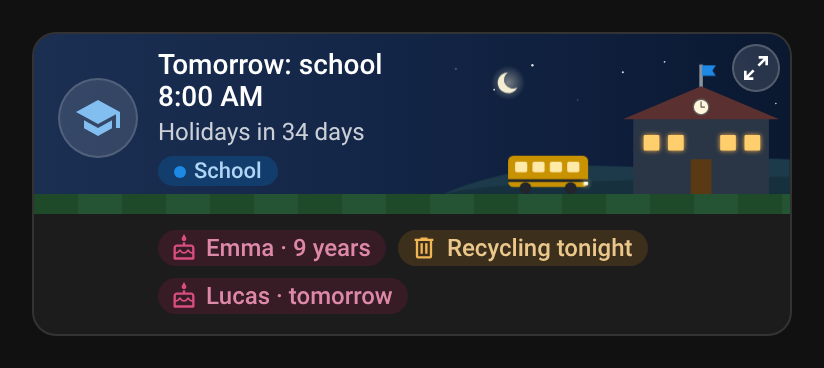 Tomorrow: school
8:00 AM
Holidays in 34 days
School
Emma · 9 years
Recycling tonight
Lucas · tomorrow